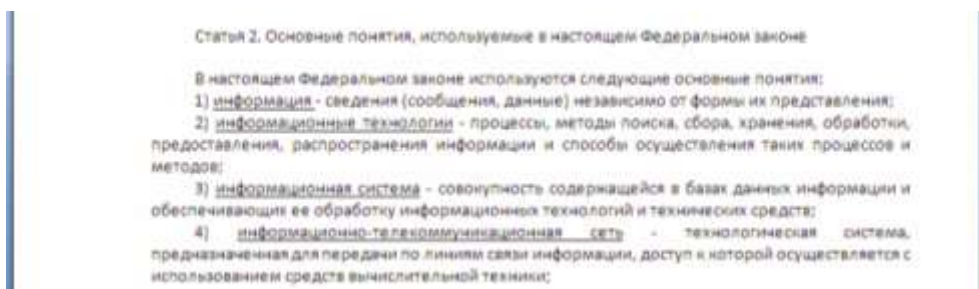 Статья 2. Основные понятия, используемые в настоящем Федеральном законе
В настоящем Федеральном законе используются следующие основные понятия:
1) информация - сведения (сообщения, данные) независимо от формы их представления;
2) информационные технологии - процессы, методы поиска, сбора, хранения, обработки,
предоставления, распространения информации и способы осуществления таких процессов и
методов;
3) информационная система - совокупность содержащейся в базах данных информации и
обеспечивающих ее обработку информационных технологий и технических средств;
4) информационно-телекоммуникационная сеть - технологическая система,
предназначенная для передачи по линиям связи информации, доступ к которой осуществляется с
использованием средств вычислительной техники;